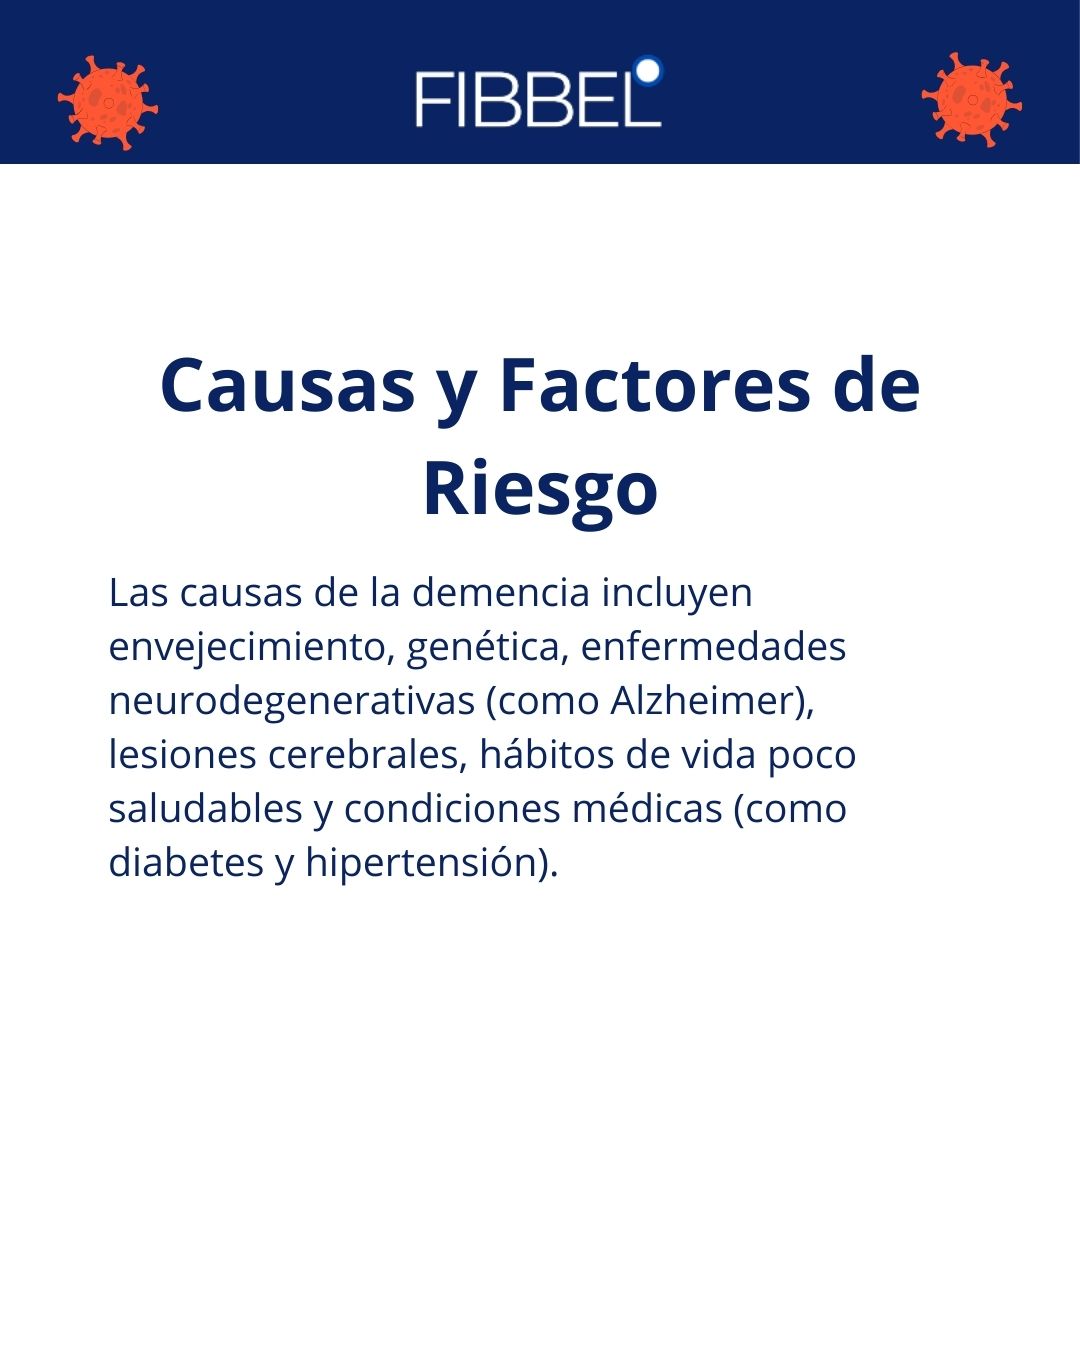 FIBBEL
Causas y Factores de
Riesgo
Las causas de la demencia incluyen
envejecimiento, genética, enfermedades
neurodegenerativas (como Alzheimer),
lesiones cerebrales, hábitos de vida poco
saludables y condiciones médicas (como
diabetes y hipertensión).